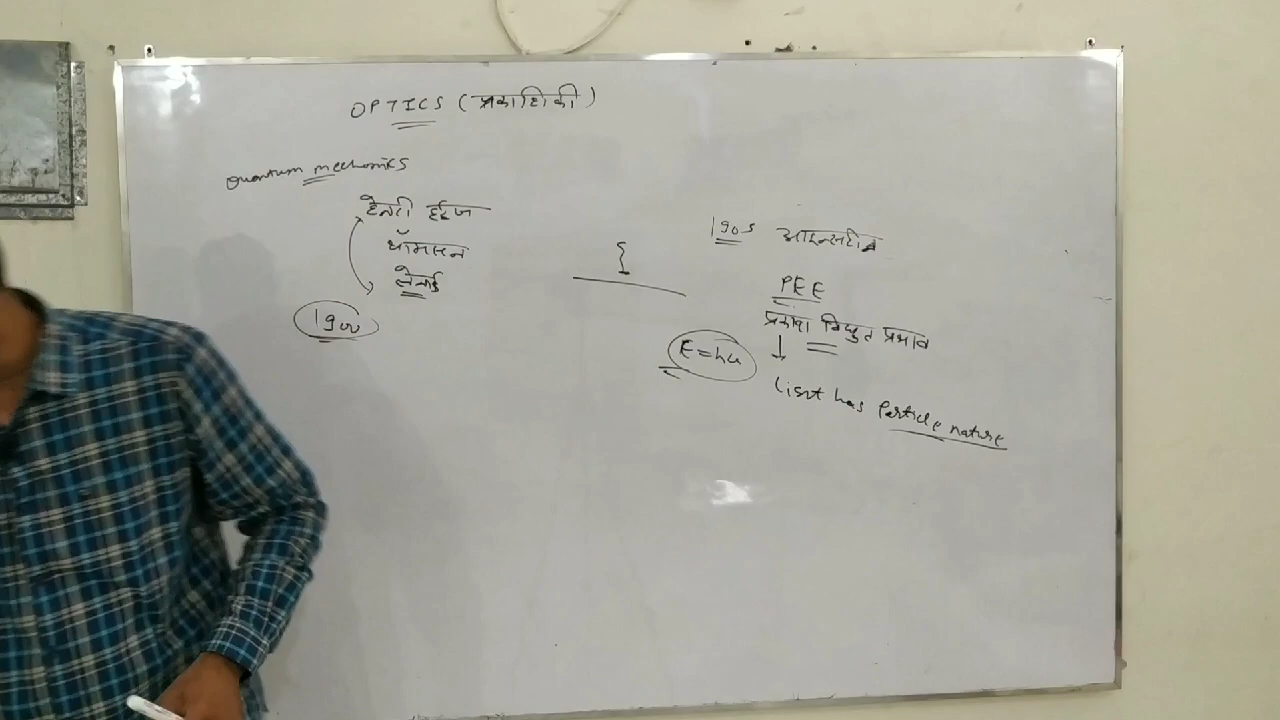 OPTICS (प्रकाशिकी)
Quantum mechanics
हेनरी हर्ट्ज
थॉमसन
लेनार्ड
1900
1905 आइन्सटीन
PEE
प्रकाश विद्युत प्रभाव
E=hν
Light has Particle nature